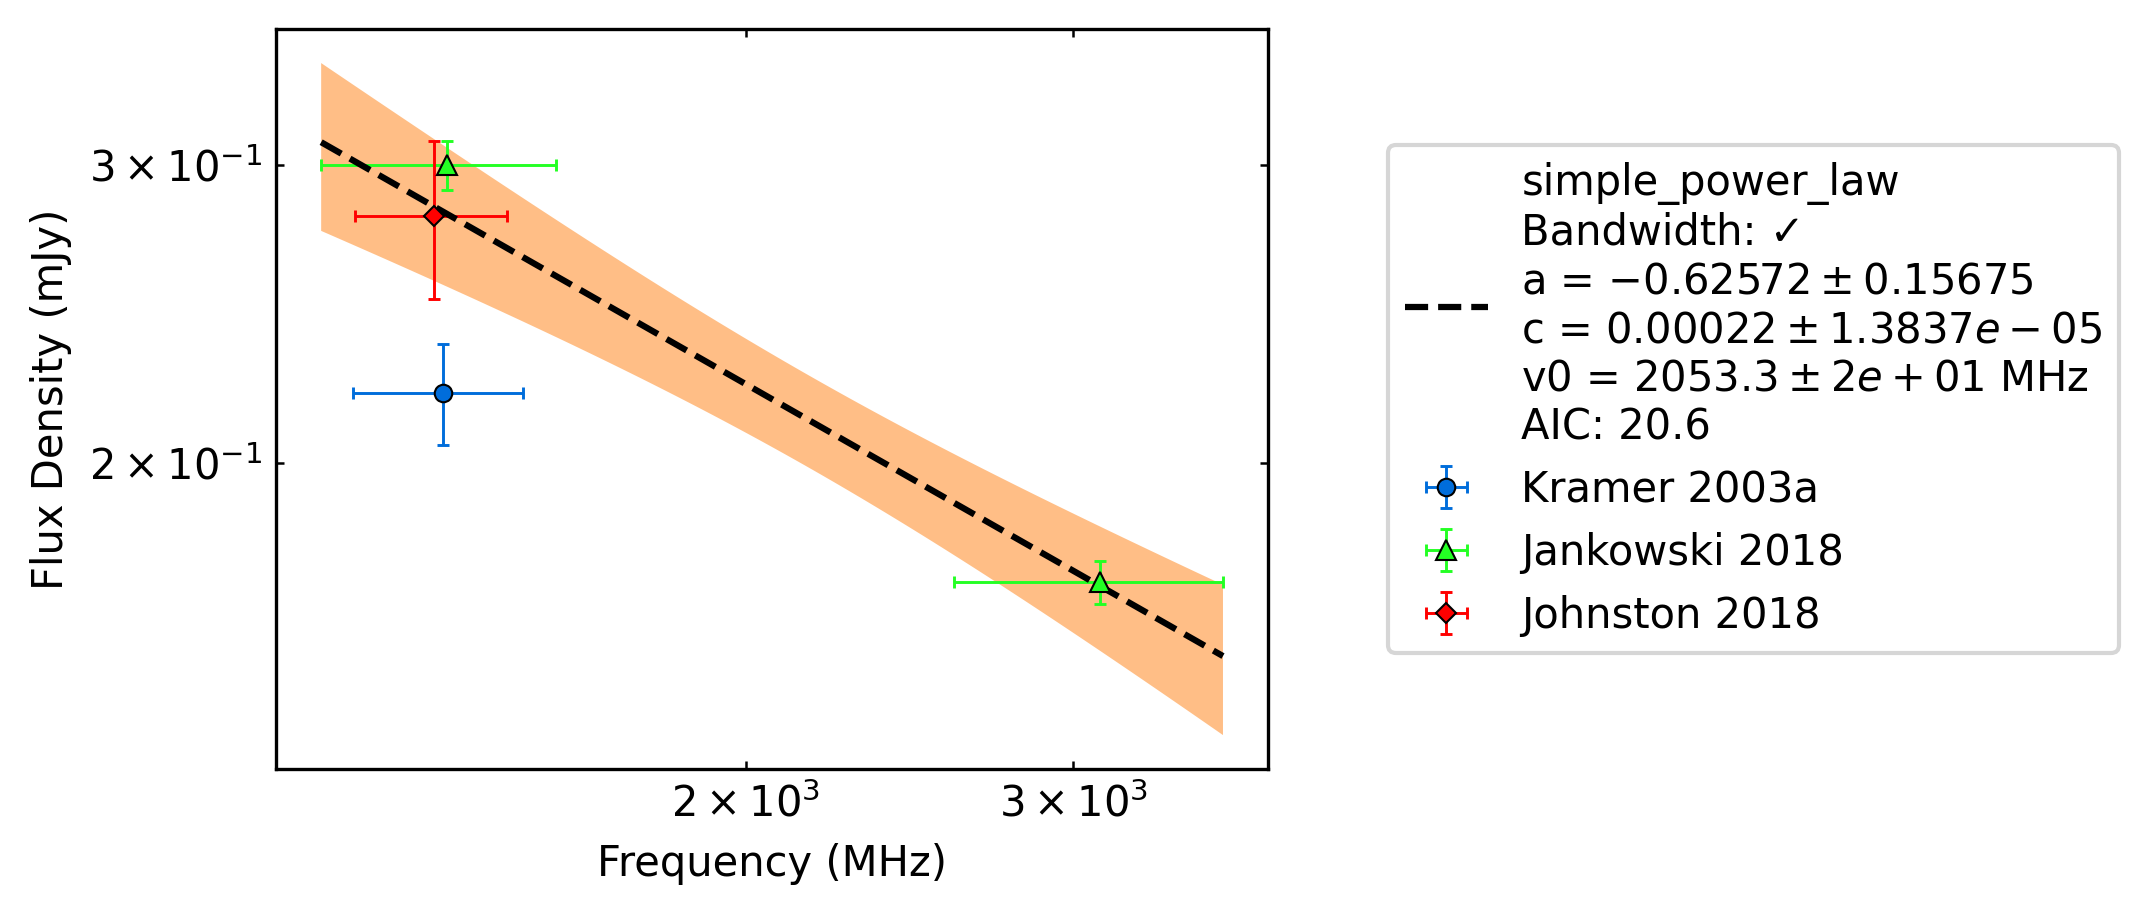 Flux Density (mJy)
3 × 10⁻¹
2 × 10⁻¹
2 × 10³
3 × 10³
Frequency (MHz)
simple_power_law
Bandwidth: ✓
a = −0.62572 ± 0.15675
c = 0.00022 ± 1.3837e − 05
v0 = 2053.3 ± 2e + 01 MHz
AIC: 20.6
Kramer 2003a
Jankowski 2018
Johnston 2018